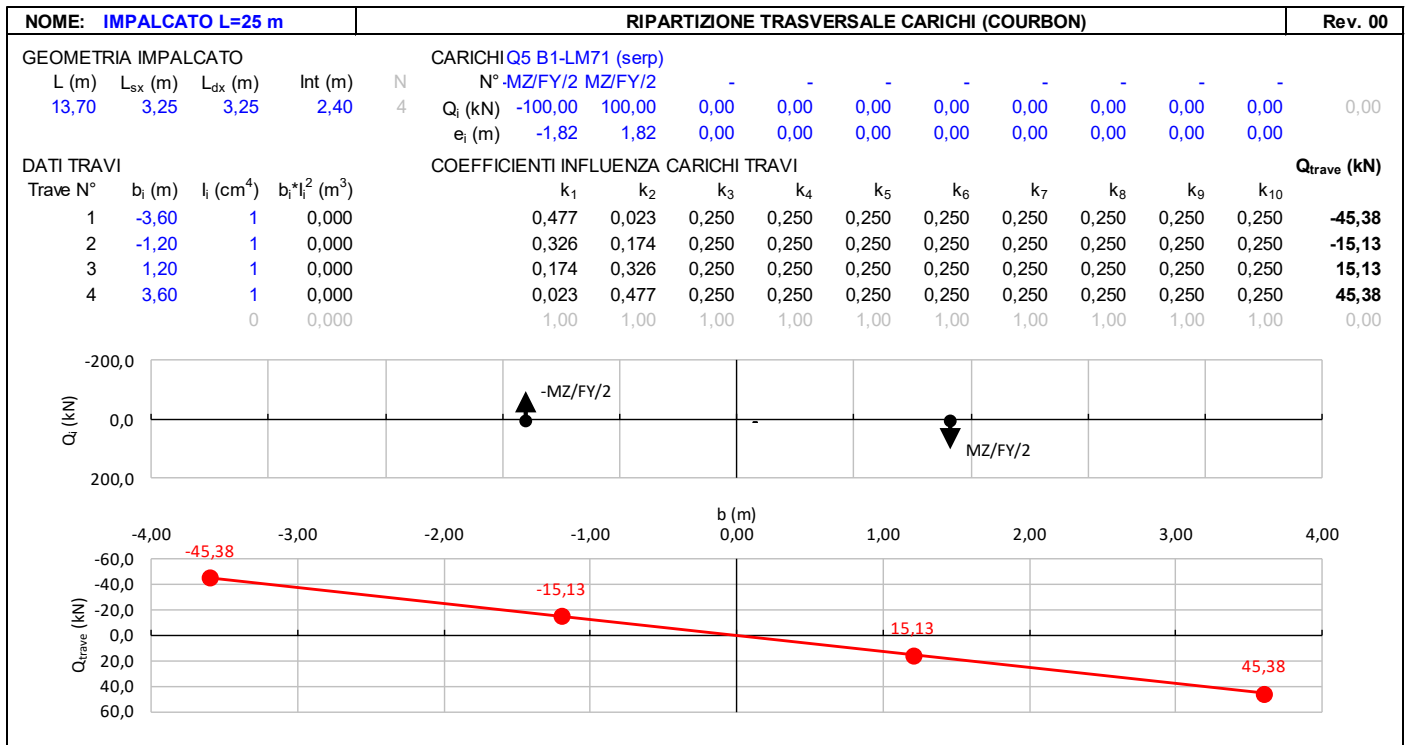 NOME: IMPALCATO L=25 m RIPARTIZIONE TRASVERSALE CARICHI (COURBON) Rev. 00
GEOMETRIA IMPALCATO CARICHI Q5 B1-LM71 (serp)
L (m) Lsx (m) Ldx (m) Int (m) N N° -MZ/FY/2 MZ/FY/2 - - - - - - - -
13,70 3,25 3,25 2,40 4 Qi (kN) -100,00 100,00 0,00 0,00 0,00 0,00 0,00 0,00 0,00 0,00 0,00
ei (m) -1,82 1,82 0,00 0,00 0,00 0,00 0,00 0,00 0,00 0,00
DATI TRAVI COEFFICIENTI INFLUENZA CARICHI TRAVI Qtrave (kN)
Trave N° bi (m) Ii (cm4) bi*Ii2 (m3) k1 k2 k3 k4 k5 k6 k7 k8 k9 k10
1 -3,60 1 0,000 0,477 0,023 0,250 0,250 0,250 0,250 0,250 0,250 0,250 0,250 -45,38
2 -1,20 1 0,000 0,326 0,174 0,250 0,250 0,250 0,250 0,250 0,250 0,250 0,250 -15,13
3 1,20 1 0,000 0,174 0,326 0,250 0,250 0,250 0,250 0,250 0,250 0,250 0,250 15,13
4 3,60 1 0,000 0,023 0,477 0,250 0,250 0,250 0,250 0,250 0,250 0,250 0,250 45,38
0 0,000 1,00 1,00 1,00 1,00 1,00 1,00 1,00 1,00 1,00 1,00 0,00
-200,0
-MZ/FY/2
Qi (kN)
0,0
-
MZ/FY/2
200,0
b (m)
-4,00 -3,00 -2,00 -1,00 0,00 1,00 2,00 3,00 4,00
-45,38
-60,0
-40,0
-15,13
-20,0
Qtrave (kN)
15,13
0,0
20,0
45,38
40,0
60,0